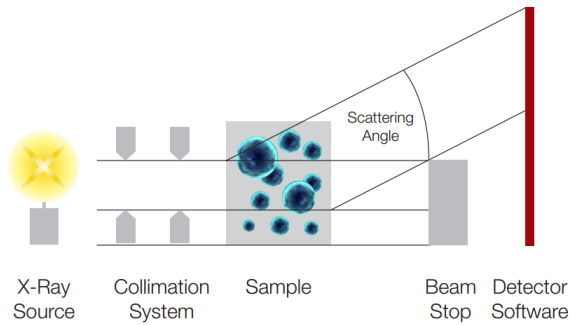 Scattering
Angle
X-Ray
Source
Collimation
System
Sample
Beam
Stop
Detector
Software